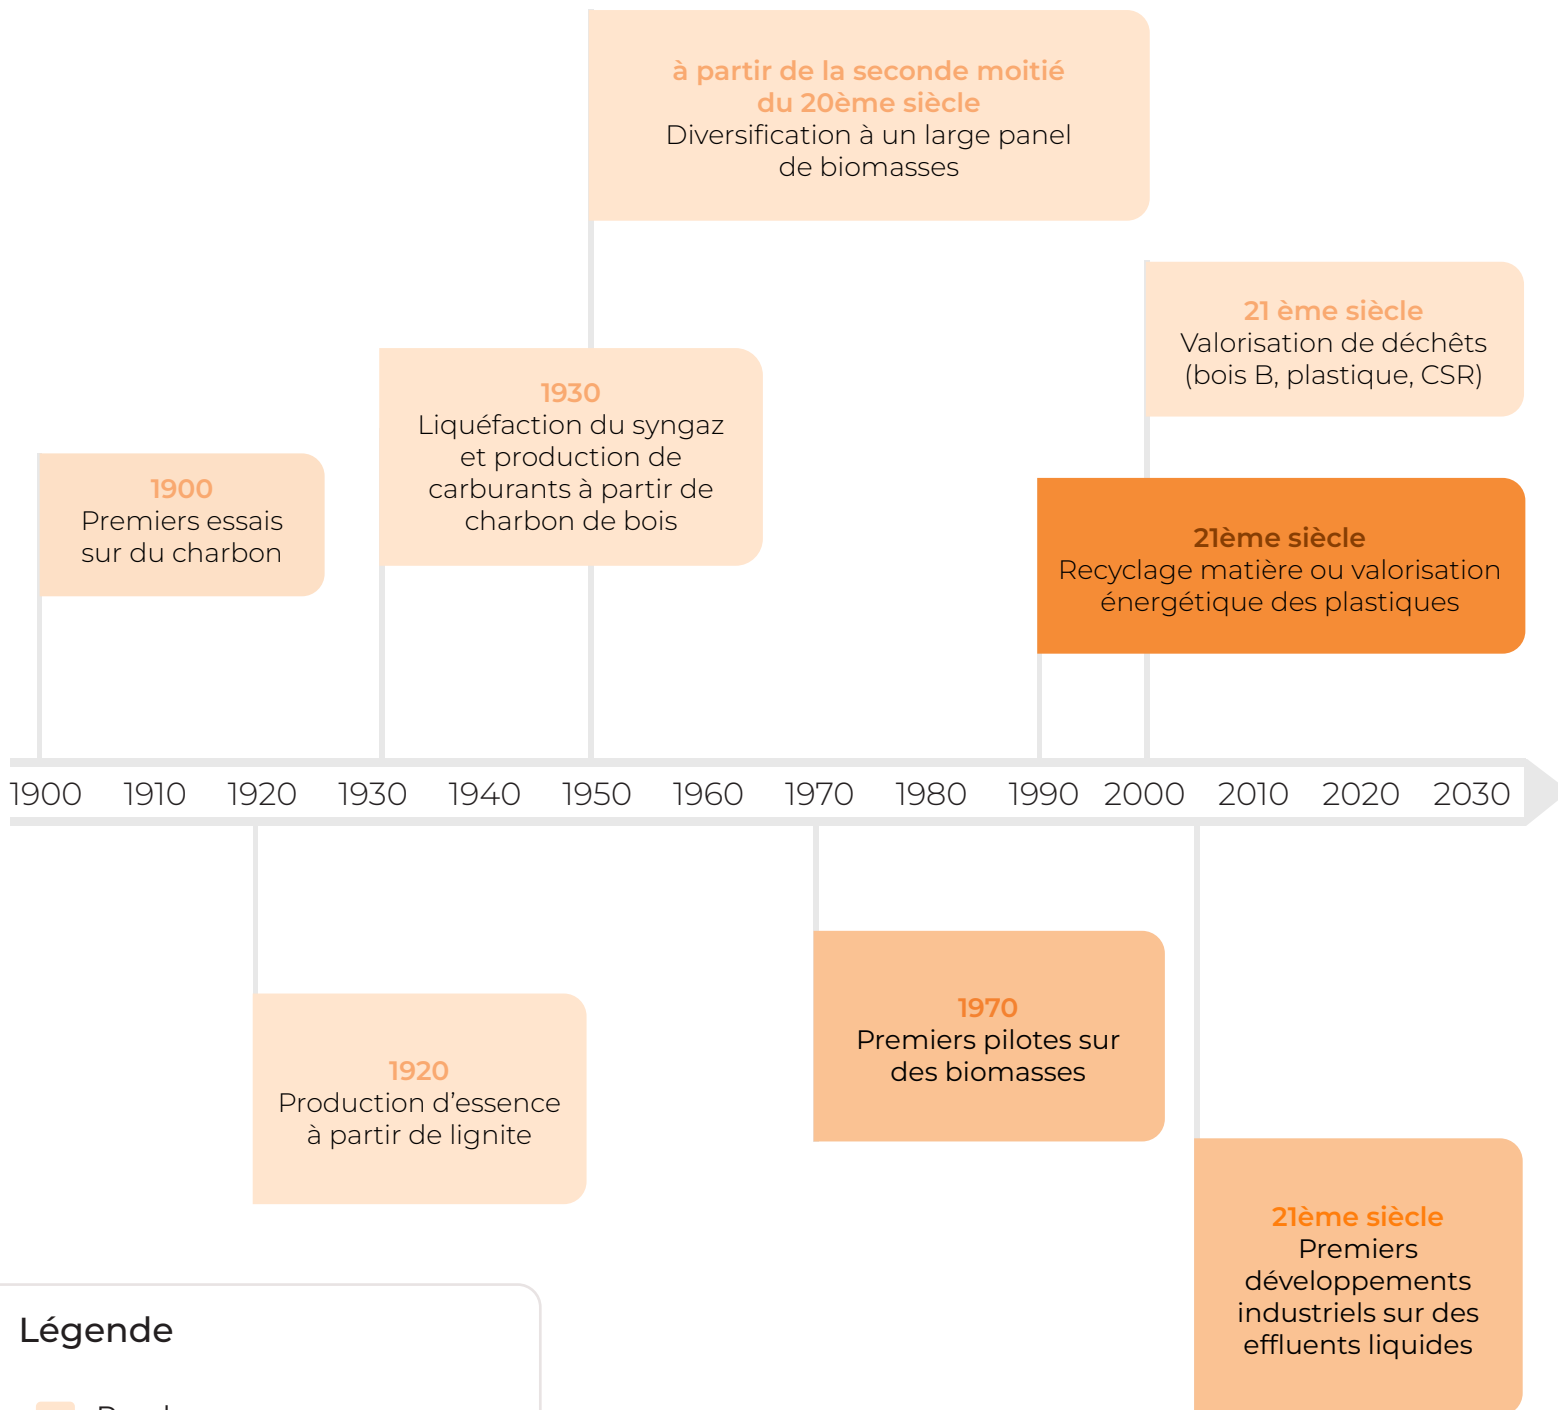 à partir de la seconde moitié
du 20ème siècle
Diversification à un large panel
de biomasses
21 ème siècle
Valorisation de déchêts
(bois B, plastique, CSR)
1930
Liquéfaction du syngaz
et production de
carburants à partir de
charbon de bois
1900
Premiers essais
sur du charbon
21ème siècle
Recyclage matière ou valorisation
énergétique des plastiques
1900 1910 1920 1930 1940 1950 1960 1970 1980 1990 2000 2010 2020 2030
1920
Production d’essence
à partir de lignite
1970
Premiers pilotes sur
des biomasses
21ème siècle
Premiers
développements
industriels sur des
effluents liquides
Légende